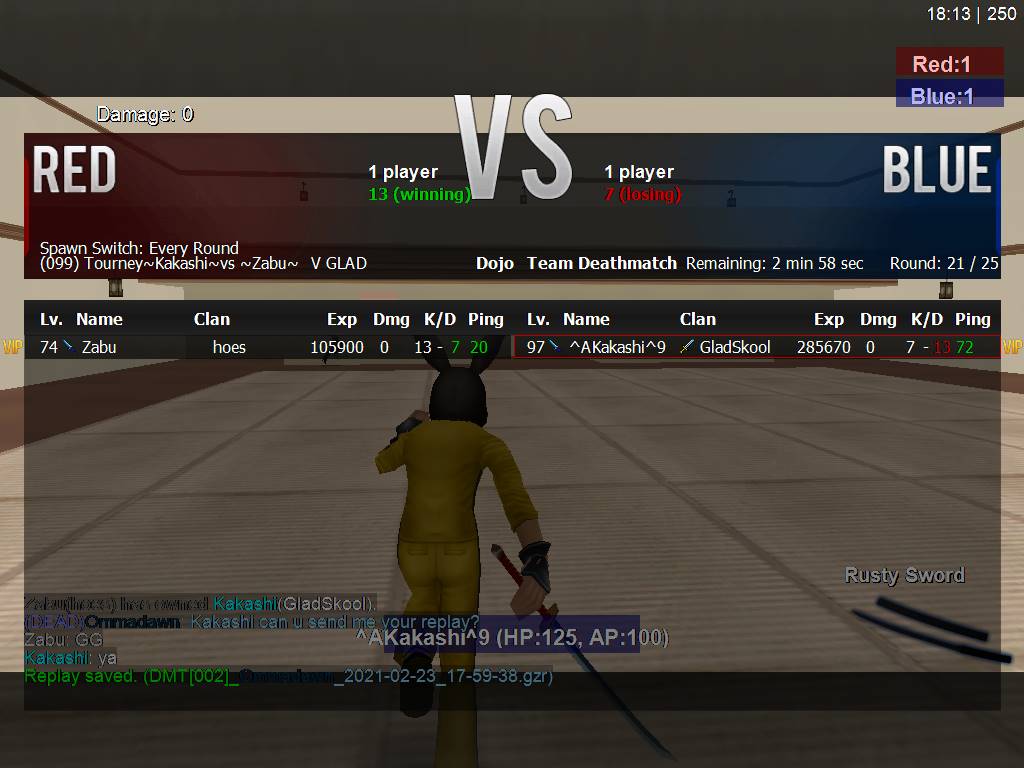 18:13 | 250
Red:1
Blue:1
Damage: 0
VS
RED
1 player
1 player
BLUE
13 (winning)
7 (losing)
Spawn Switch: Every Round
(099) Tourney~Kakashi~vs ~Zabu~ V GLAD
Dojo Team Deathmatch Remaining: 2 min 58 sec Round: 21 / 25
Lv. Name Clan Exp Dmg K/D Ping Lv. Name Clan Exp Dmg K/D Ping
VIP 74 Zabu hoes 105900 0 13 - 7 20 97 ^AKakashi^9 GladSkool 285670 0 7 - 13 72 VIP
Rusty Sword
Zabu(hoes) has owned Kakashi(GladSkool).
(DEAD)Ommadawn: Kakashi can u send me your replay?
Zabu: GG
^AKakashi^9 (HP:125, AP:100)
Kakashi: ya
Replay saved. (DMT[002]_Ommadawn_2021-02-23_17-59-38.gzr)